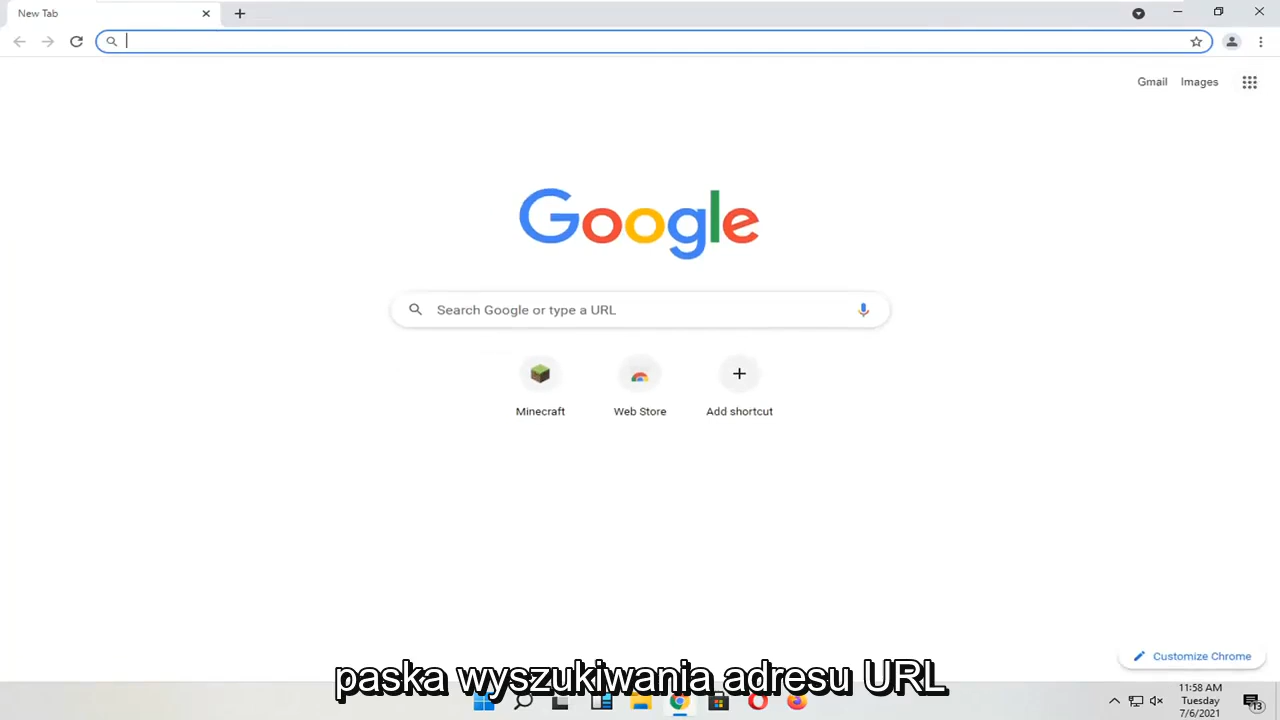 New Tab
Gmail Images
Google
Search Google or type a URL
Minecraft Web Store Add shortcut
Customize Chrome
paska wyszukiwania adresu URL
11:58 AM
Tuesday
7/6/2021
13